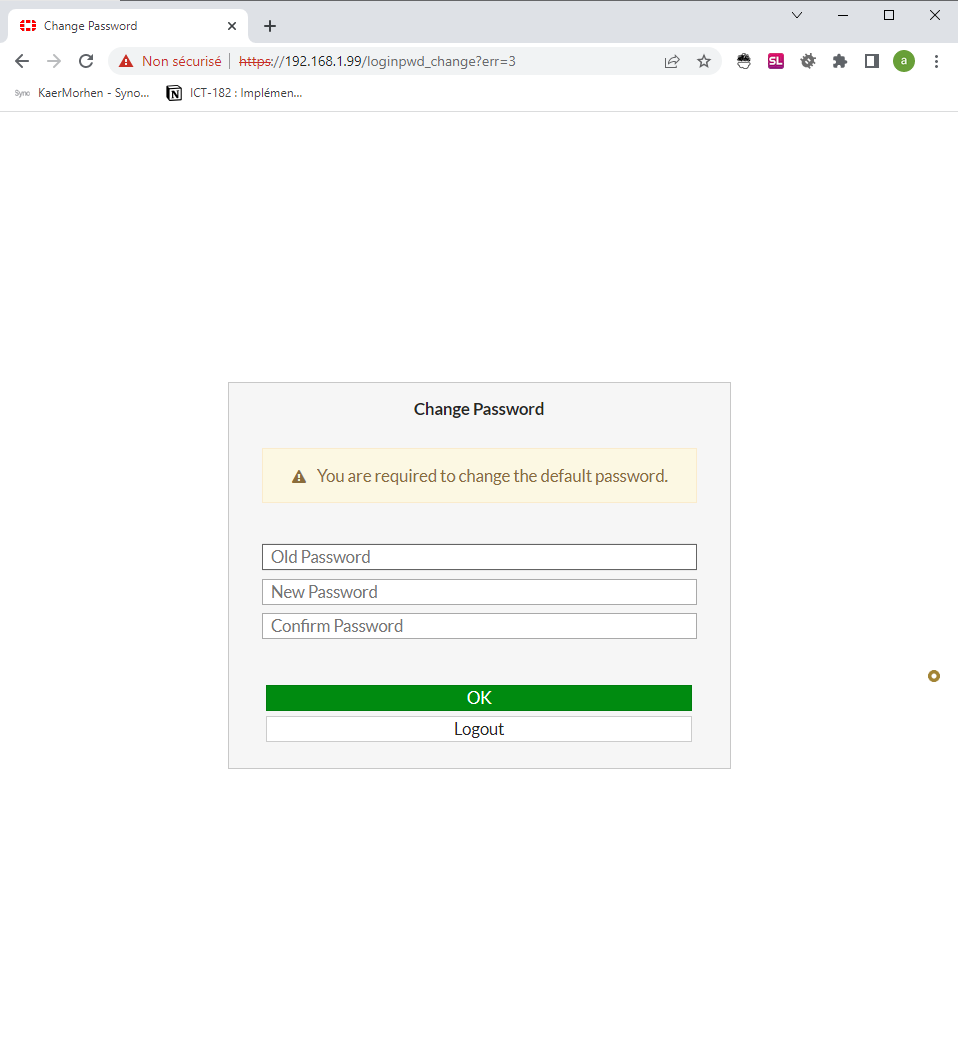 Change Password
Non sécurisé https://192.168.1.99/loginpwd_change?err=3
SL
a
Sync KaerMorhen - Syno...
ICT-182 : Implémen...
Change Password
You are required to change the default password.
Old Password
New Password
Confirm Password
OK
Logout